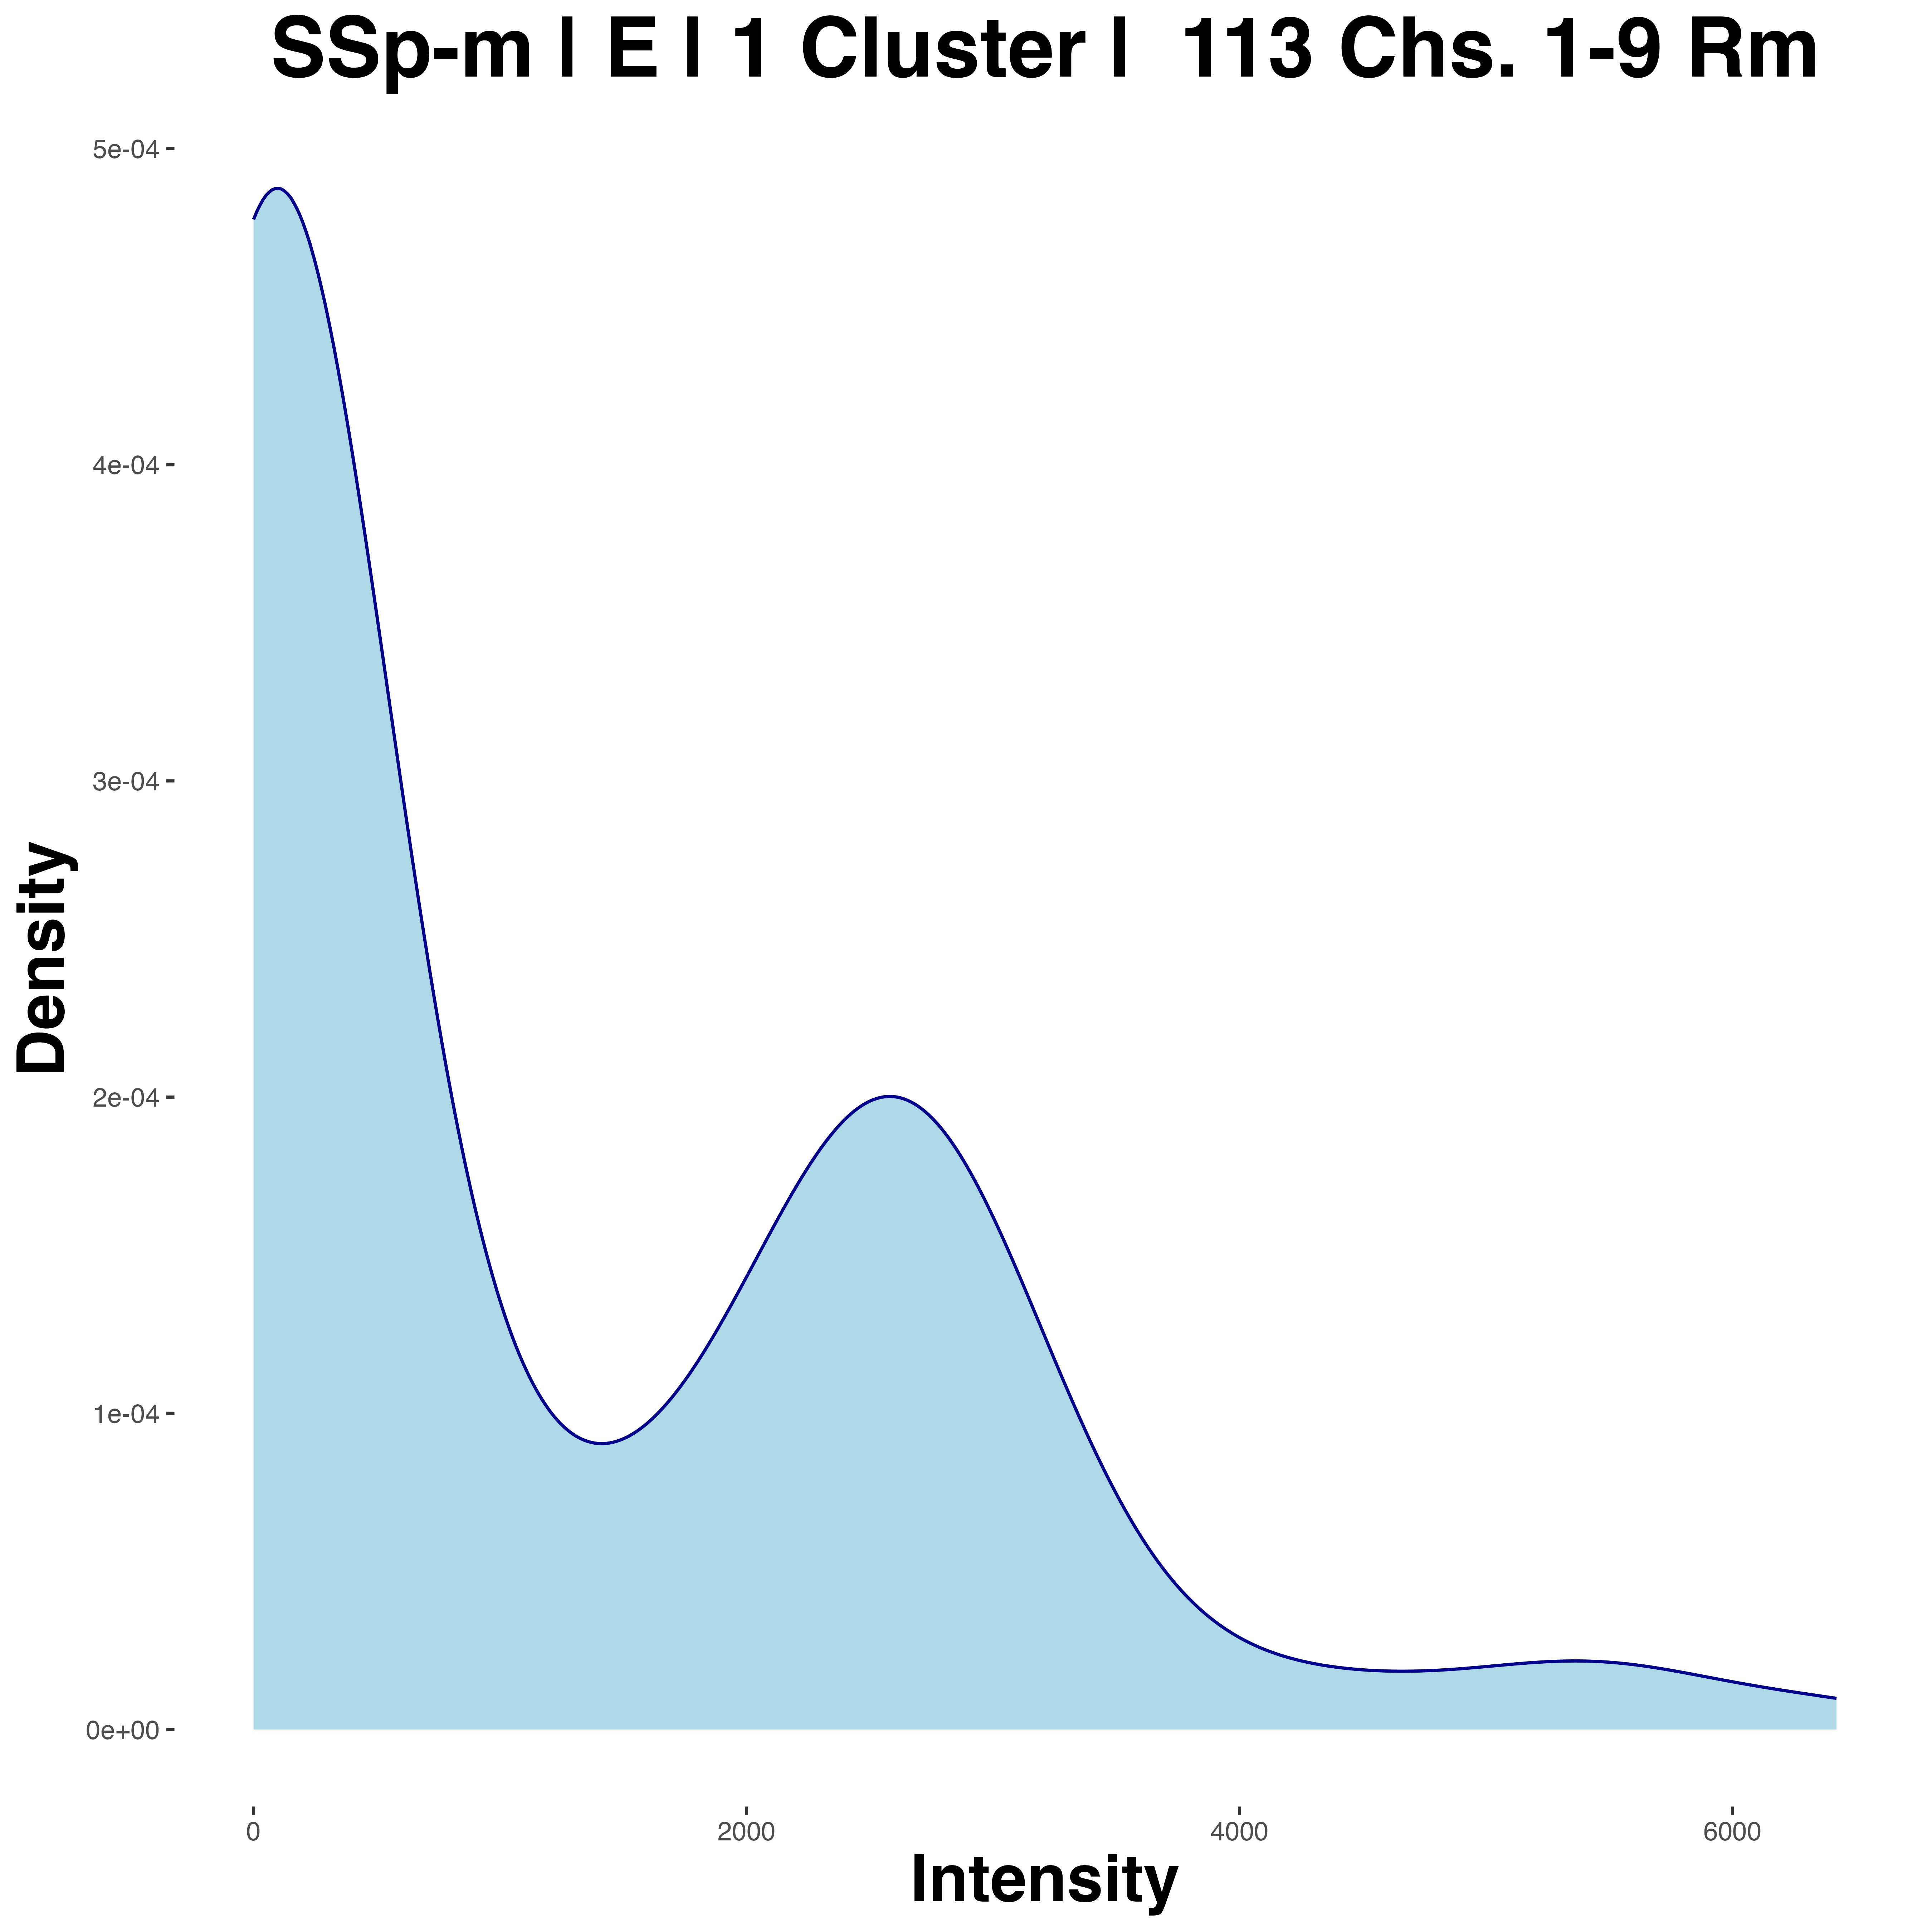 SSp-m | E | 1 Cluster | 113 Chs. 1-9 Rm
5e-04
4e-04
3e-04
2e-04
1e-04
0e+00
Density
0 2000 4000 6000
Intensity